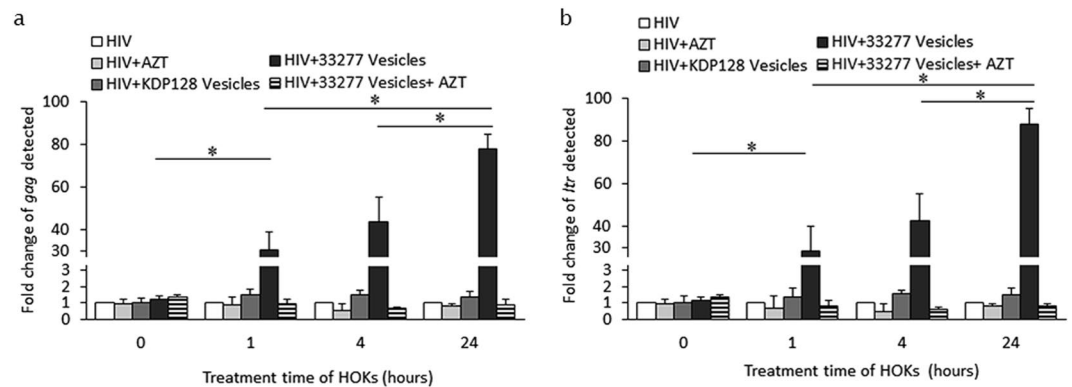 a
HIV
HIV+AZT
HIV+KDP128 Vesicles
HIV+33277 Vesicles
HIV+33277 Vesicles+ AZT
Fold change of gag detected
100
80
60
40
30
3
2
1
0
*
*
*
0 1 4 24
Treatment time of HOKs (hours)
b
HIV
HIV+AZT
HIV+KDP128 Vesicles
HIV+33277 Vesicles
HIV+33277 Vesicles+ AZT
Fold change of ltr detected
100
80
60
40
30
3
2
1
0
*
*
*
0 1 4 24
Treatment time of HOKs (hours)